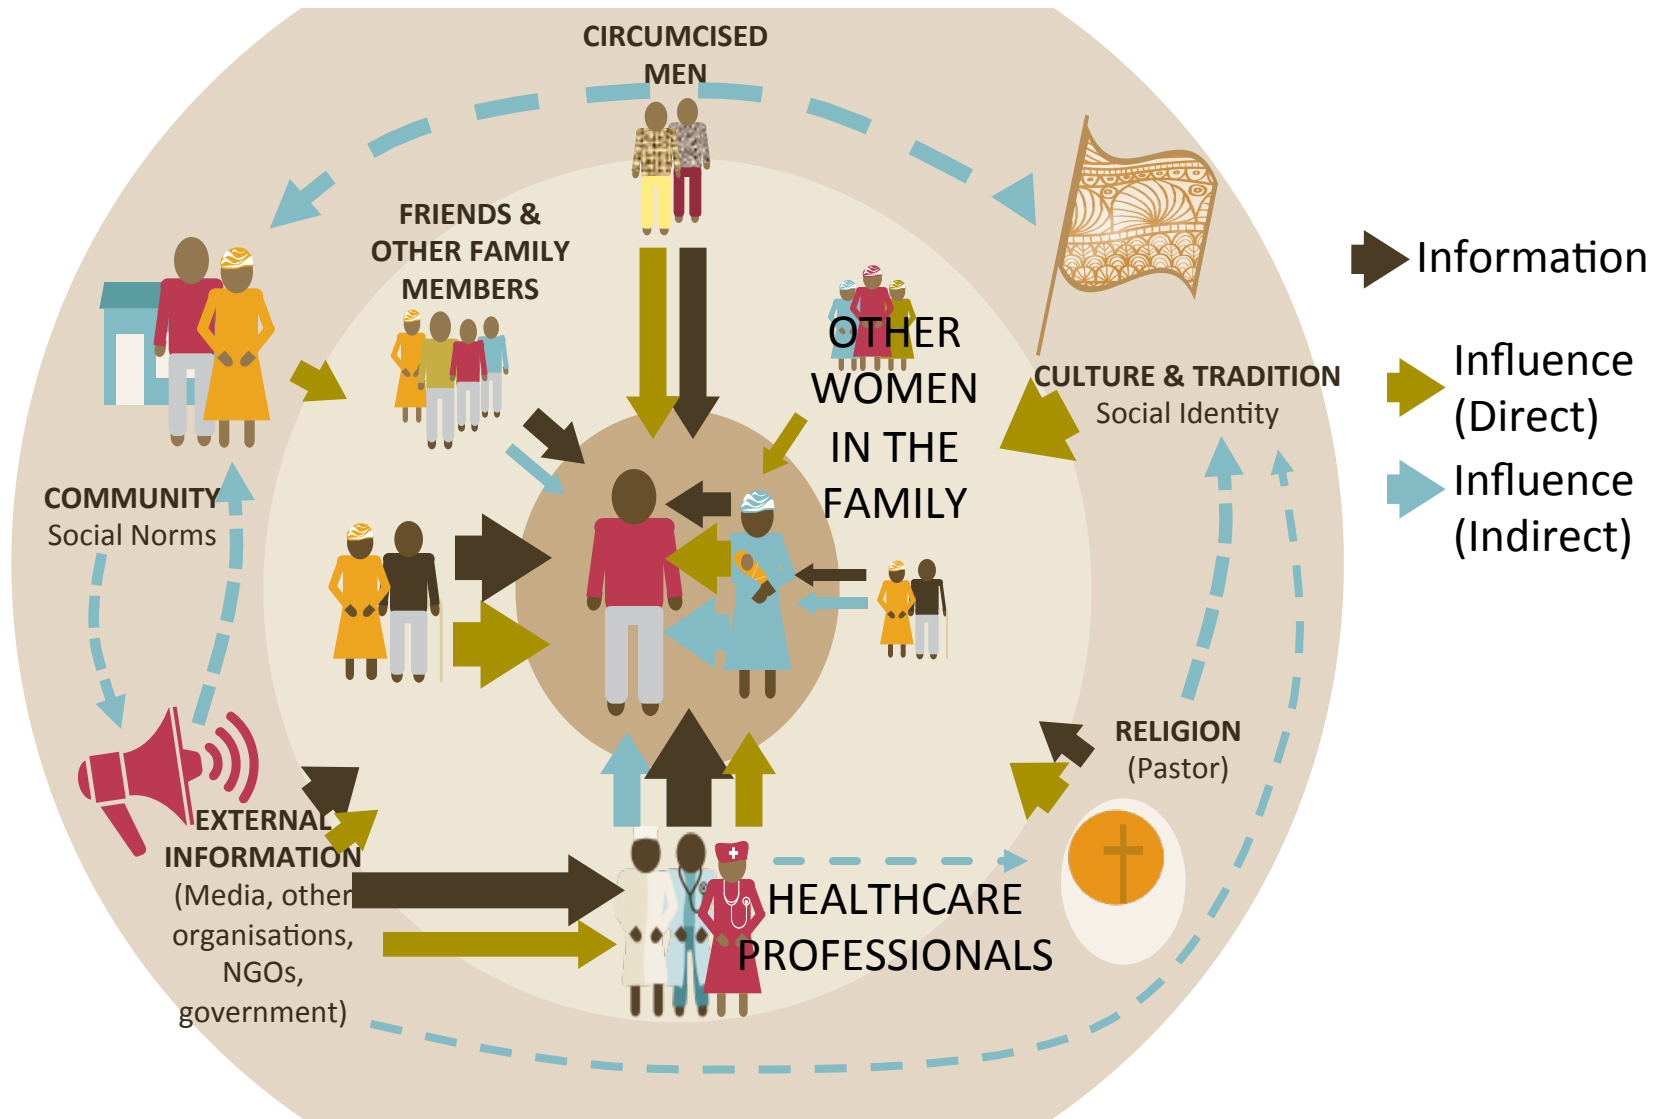 CIRCUMCISED
MEN
FRIENDS &
OTHER FAMILY
MEMBERS
OTHER
WOMEN
IN THE
FAMILY
CULTURE & TRADITION
Social Identity
COMMUNITY
Social Norms
RELIGION
(Pastor)
EXTERNAL
INFORMATION
(Media, other
organisations,
NGOs,
government)
HEALTHCARE
PROFESSIONALS
Information
Influence
(Direct)
Influence
(Indirect)